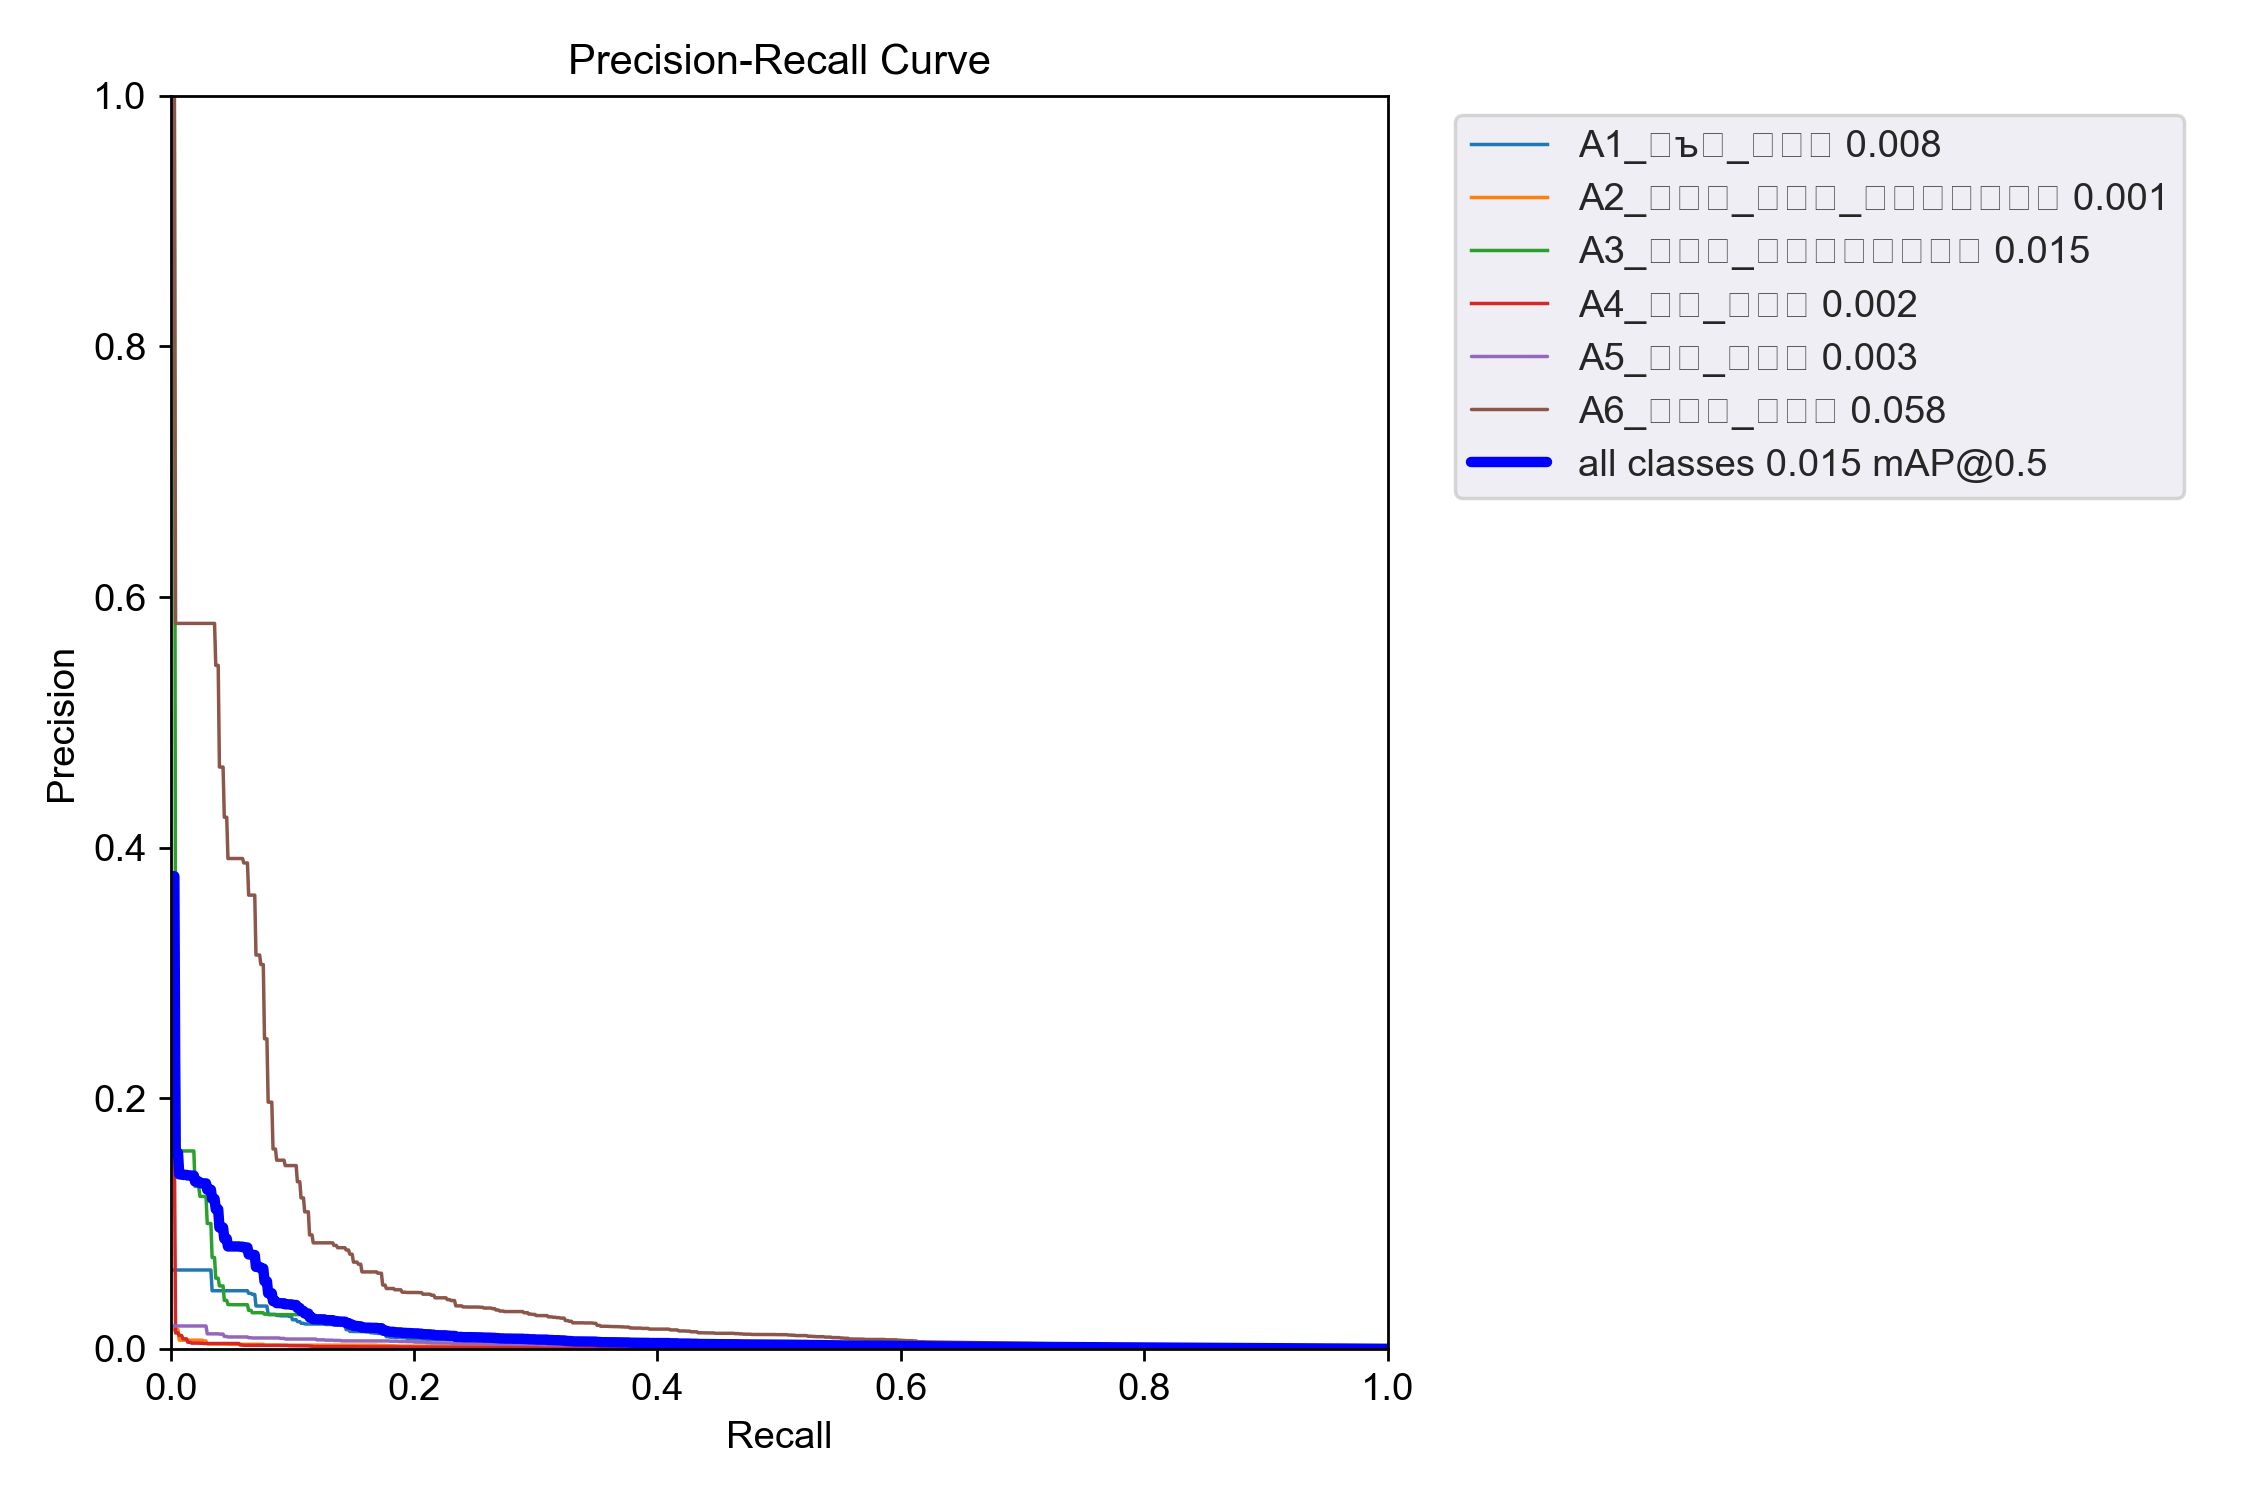 Precision-Recall Curve
1.0
0.8
0.6
0.4
0.2
0.0
Precision
0.0 0.2 0.4 0.6 0.8 1.0
Recall
A1_□ъ□_□□□ 0.008
A2_□□□_□□□_□□□□□□□ 0.001
A3_□□□_□□□□□□□□ 0.015
A4_□□_□□□ 0.002
A5_□□_□□□ 0.003
A6_□□□_□□□ 0.058
all classes 0.015 mAP@0.5